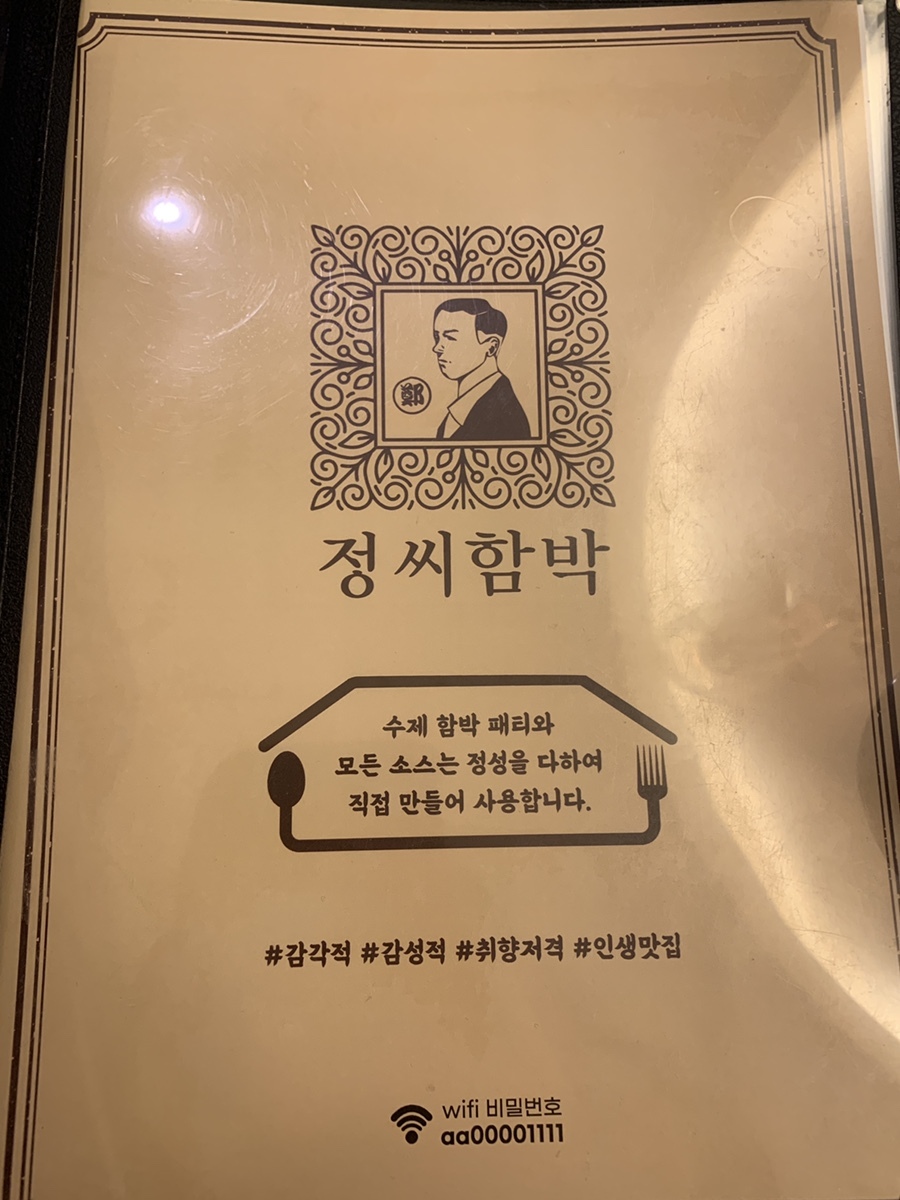 鄭
정씨함박
수제 함박 패티와
모든 소스는 정성을 다하여
직접 만들어 사용합니다.
#감각적 #감성적 #취향저격 #인생맛집
wifi 비밀번호
aa00001111